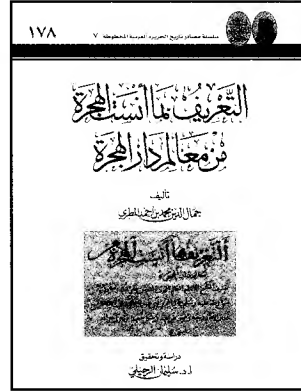 ١٧٨
سلسلة مصادر تاريخ الجزيرة العربية المخطوطة ٧
التعريف بما أنست الهجرة
من معالم دار الهجرة
تأليف
جمال الدين محمد بن أحمد المطري
التعريف بما أنست الهجرة
دراسة وتحقيق
أ.د. سليمان الرحيلي